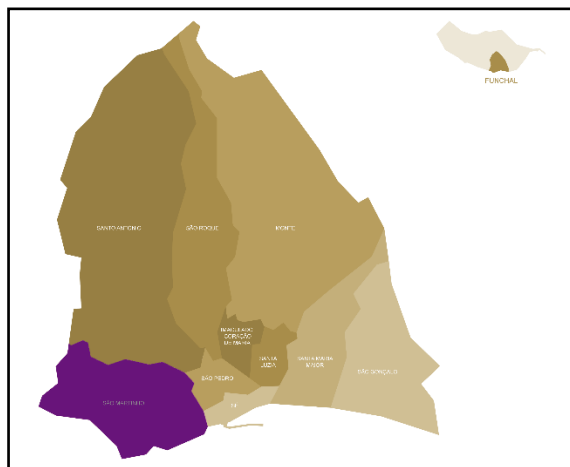 FUNCHAL
SANTO ANTÓNIO
SÃO ROQUE
MONTE
IMACULADO
CORAÇÃO
DE MARIA
SANTA
LUZIA
SANTA MARIA
MAIOR
SÃO GONÇALO
SÃO PEDRO
SÉ
SÃO MARTINHO